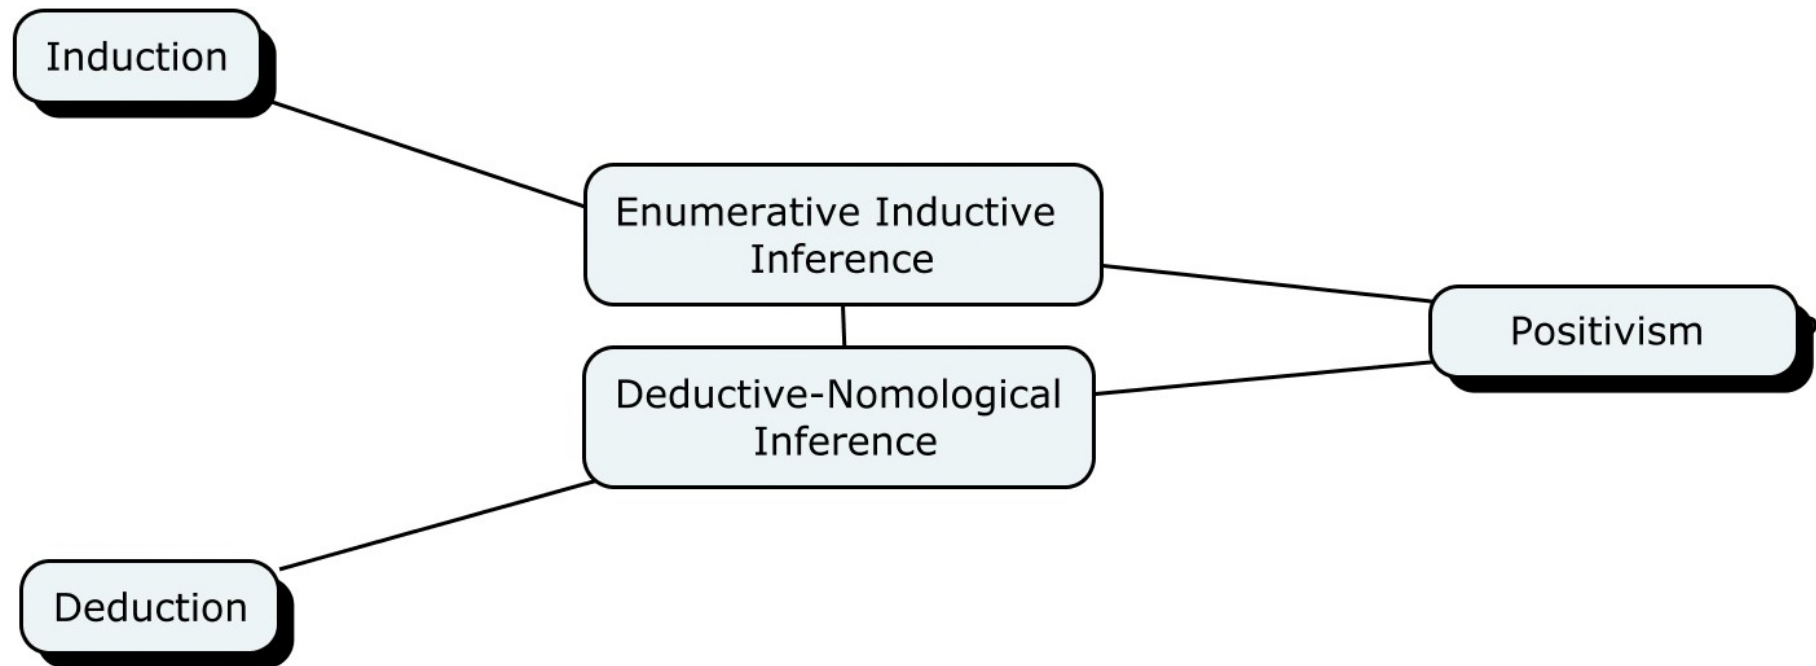 Induction
Enumerative Inductive
Inference
Positivism
Deductive-Nomological
Inference
Deduction